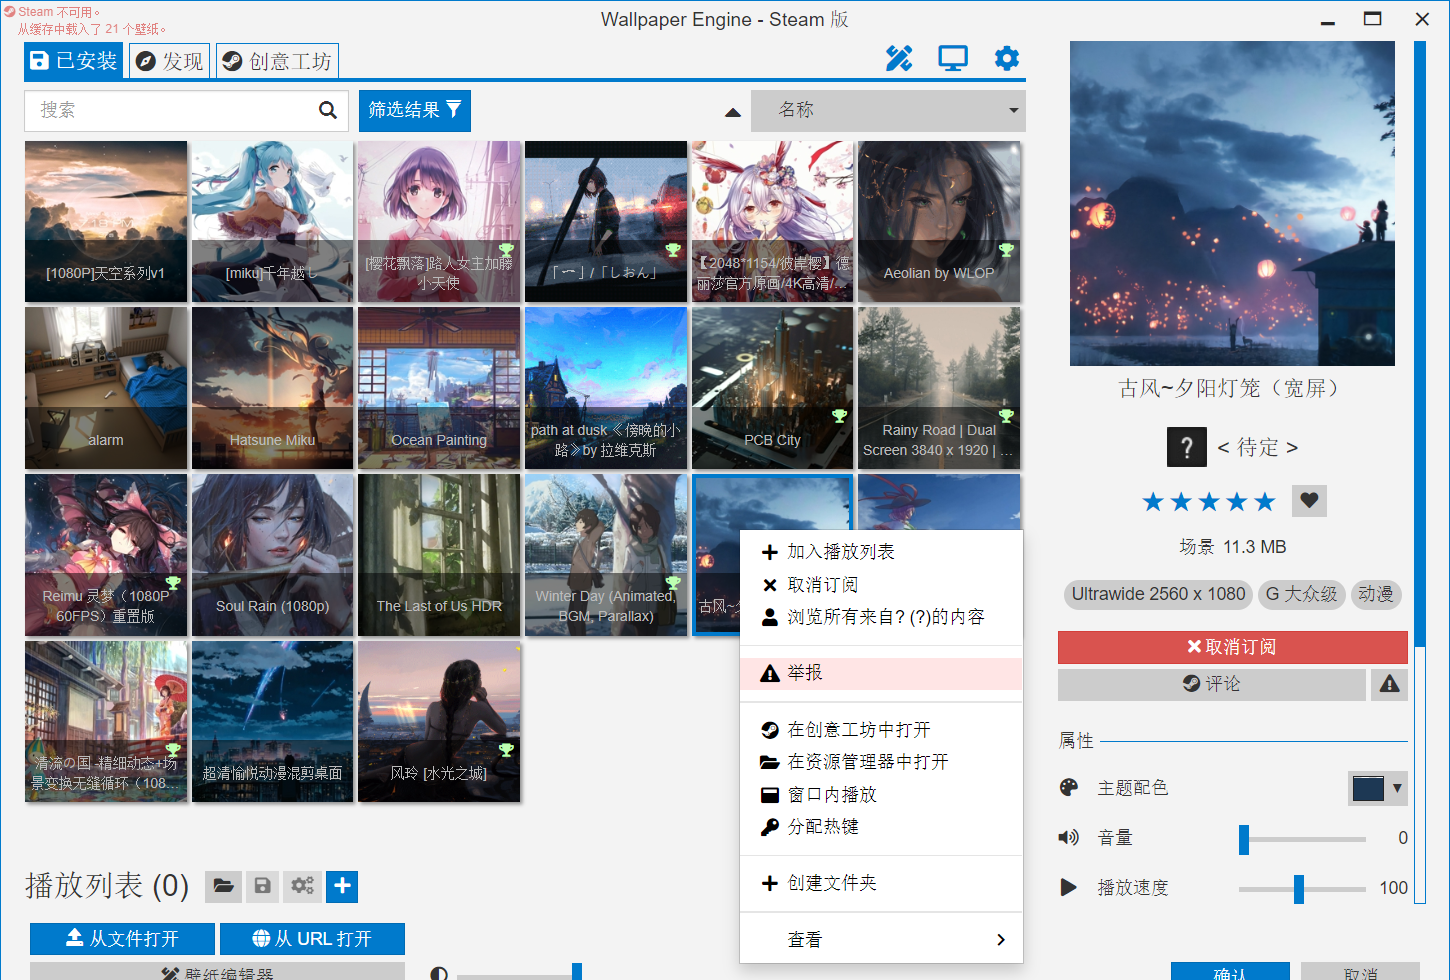 Steam 不可用。
从缓存中载入了 21 个壁纸。
Wallpaper Engine - Steam 版
已安装
发现
创意工坊
搜索
筛选结果
名称
[1080P]天空系列v1
[miku]千年越し
[樱花飘落]路人女主加藤
小天使
「一」/「しおん」
【2048*1154/彼岸樱】德
丽莎官方原画/4K高清/...
Aeolian by WLOP
alarm
Hatsune Miku
Ocean Painting
path at dusk 《傍晚的小
路》by 拉维克斯
PCB City
Rainy Road | Dual
Screen 3840 x 1920 | ...
Reimu 灵梦（1080P
60FPS）重置版
Soul Rain (1080p)
The Last of Us HDR
Winter Day (Animated,
BGM, Parallax)
古风~夕
清流の国 -精细动态+场
景变换无缝循环（108...
超清愉悦动漫混剪桌面
风玲 [水光之城]
加入播放列表
取消订阅
浏览所有来自? (?)的内容
举报
在创意工坊中打开
在资源管理器中打开
窗口内播放
分配热键
创建文件夹
查看
古风~夕阳灯笼（宽屏）
? < 待定 >
场景 11.3 MB
Ultrawide 2560 x 1080
G 大众级
动漫
取消订阅
评论
属性
主题配色
音量
0
播放速度
100
播放列表 (0)
从文件打开
从 URL 打开
壁纸编辑器
确认
取消